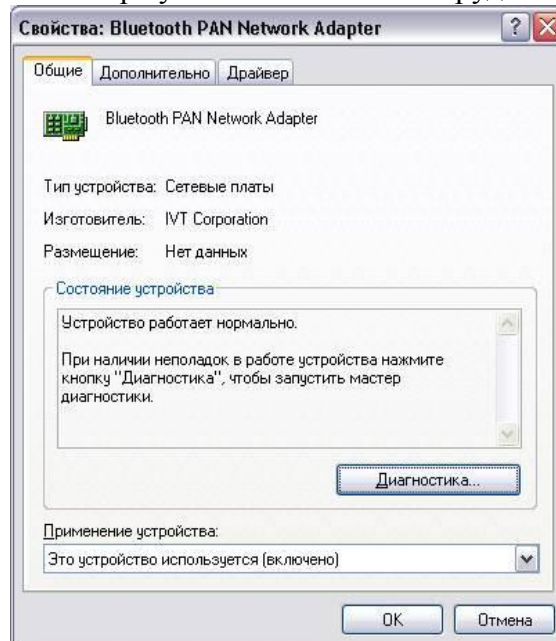 Свойства: Bluetooth PAN Network Adapter
Общие Дополнительно Драйвер
Bluetooth PAN Network Adapter
Тип устройства: Сетевые платы
Изготовитель: IVT Corporation
Размещение: Нет данных
Состояние устройства
Устройство работает нормально.
При наличии неполадок в работе устройства нажмите
кнопку "Диагностика", чтобы запустить мастер
диагностики.
Диагностика...
Применение устройства:
Это устройство используется (включено)
OK Отмена